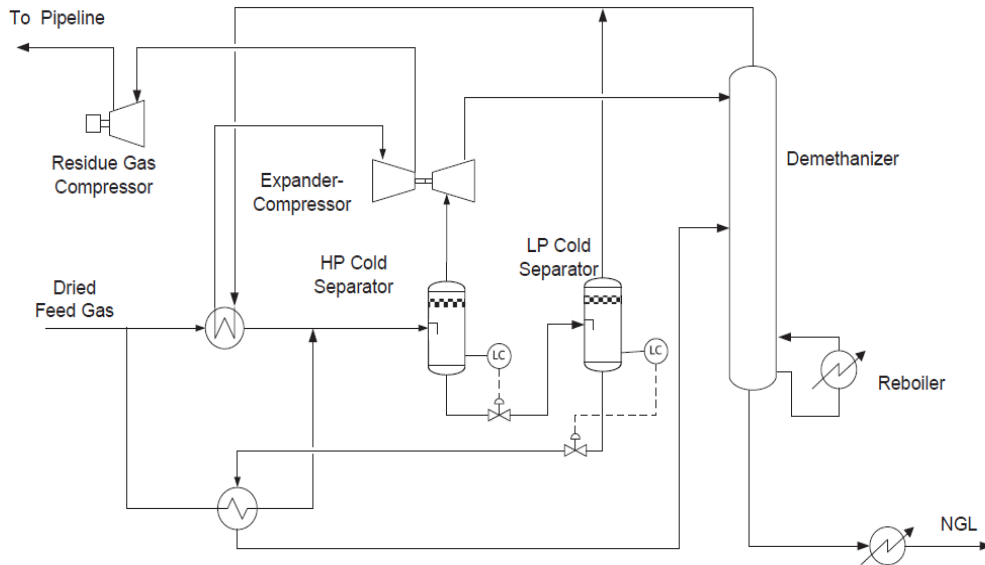 To Pipeline
Residue Gas
Compressor
Expander-
Compressor
Demethanizer
HP Cold
Separator
LP Cold
Separator
Dried
Feed Gas
LC
LC
Reboiler
NGL